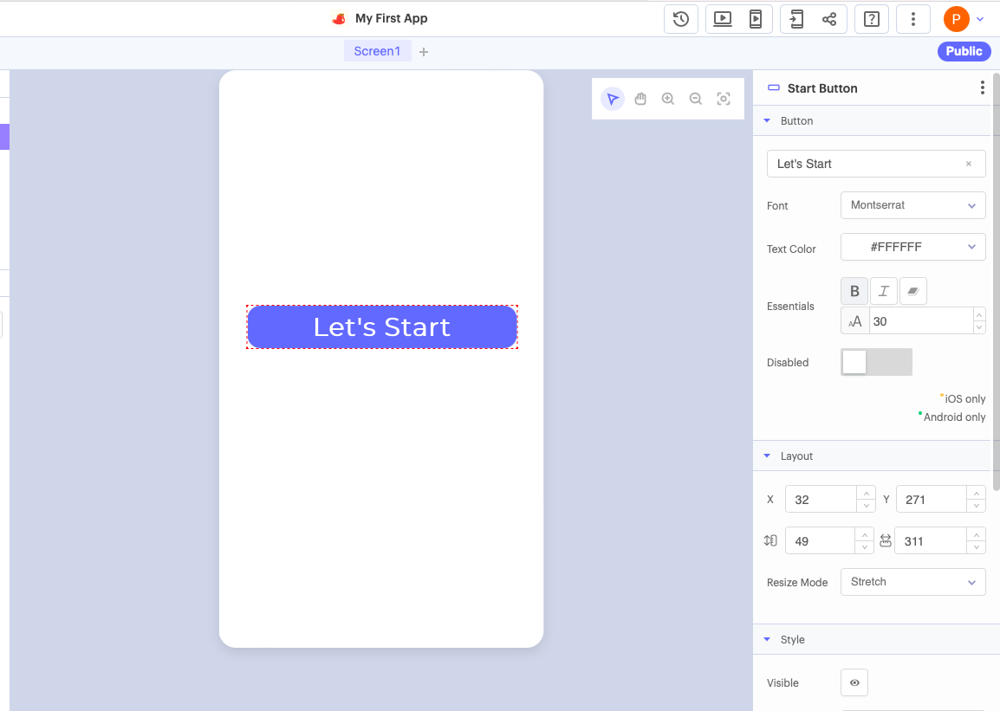 My First App
?
P
Screen1
+
Public
Start Button
Button
Let's Start
×
Font
Montserrat
Text Color
#FFFFFF
Let's Start
Essentials
B I
AA 30
Disabled
iOS only
Android only
Layout
X 32 Y 271
49 311
Resize Mode
Stretch
Style
Visible